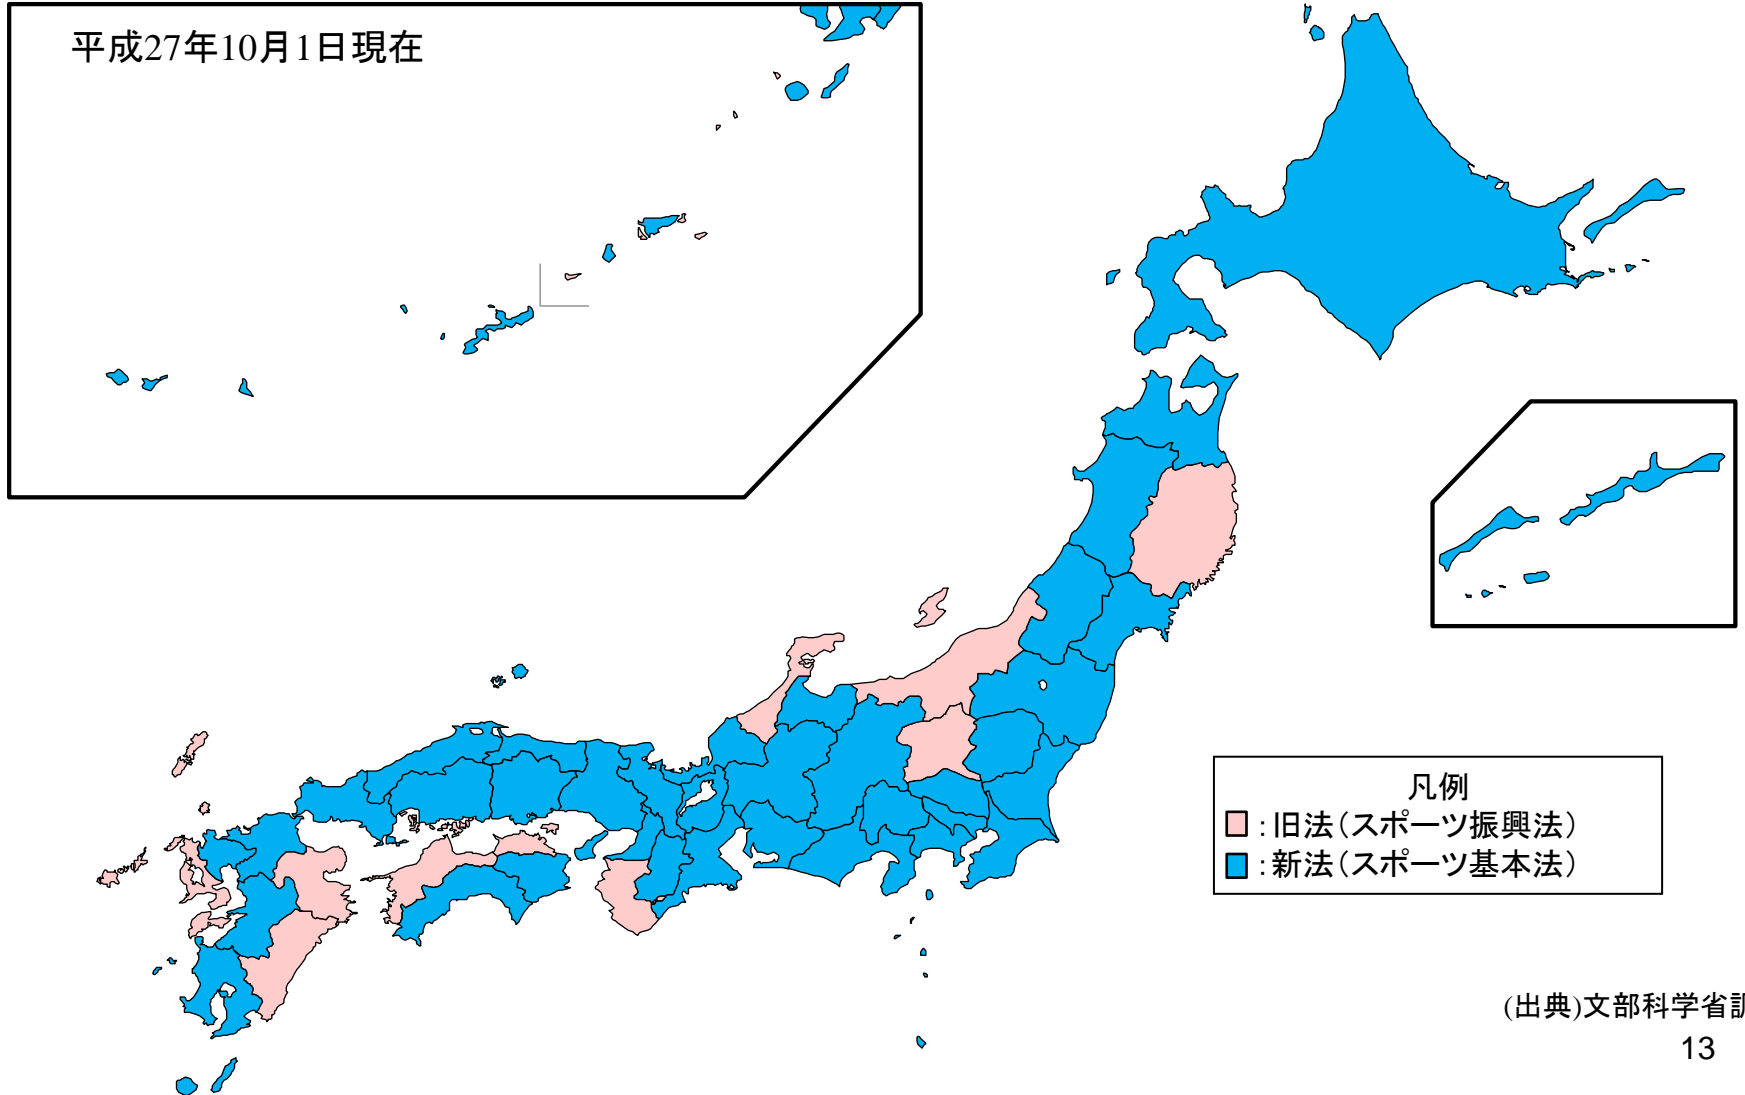 平成27年10月1日現在
凡例
:旧法(スポーツ振興法)
:新法(スポーツ基本法)
(出典)文部科学省
13